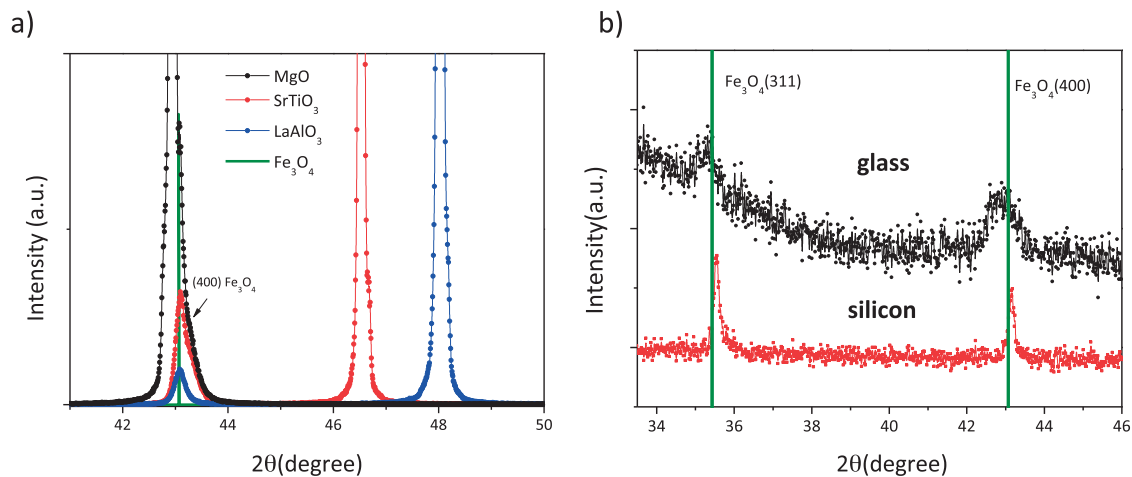 a)
Intensity (a.u.)
MgO
SrTiO₃
LaAlO₃
Fe₃O₄
(400) Fe₃O₄
42 44 46 48 50
2θ(degree)
b)
Intensity(a.u.)
Fe₃O₄(311)
Fe₃O₄(400)
glass
silicon
34 36 38 40 42 44 46
2θ(degree)